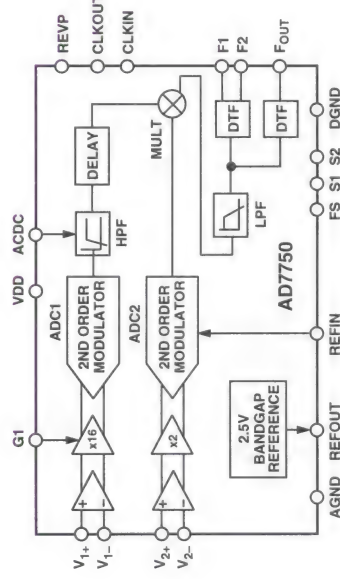 REVP
CLKOUT
CLKIN
ACDC
VDD
G1
ADC1
2ND ORDER
MODULATOR
HPF
DELAY
MULT
x16
+
−
V1+
V1−
ADC2
2ND ORDER
MODULATOR
x2
+
−
V2+
V2−
LPF
DTF
DTF
F1
F2
FOUT
2.5V
BANDGAP
REFERENCE
AD7750
AGND
REFOUT
REFIN
FS
S1
S2
DGND